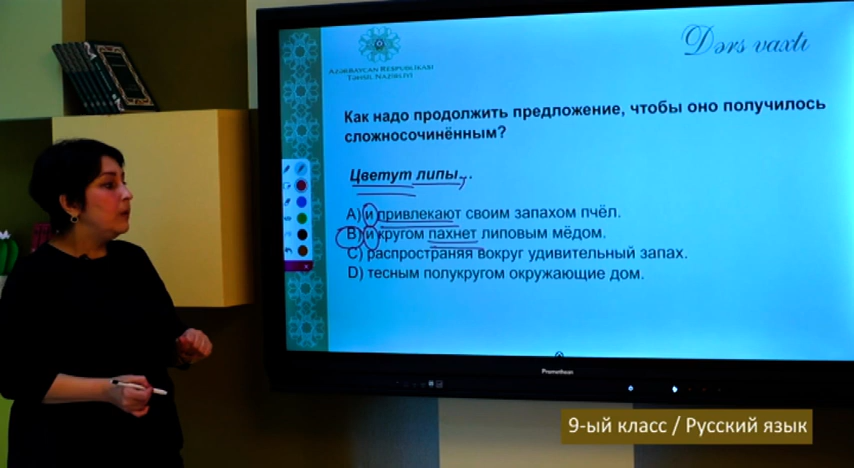 Dərs vaxtı
AZƏRBAYCAN RESPUBLIKASI
TƏHSIL NAZIRLIYI
Как надо продолжить предложение, чтобы оно получилось
сложносочинённым?
Цветут липы,..
A) и привлекают своим запахом пчёл.
B) и кругом пахнет липовым мёдом.
C) распространяя вокруг удивительный запах.
D) тесным полукругом окружающие дом.
Promethean
9-ый класс / Русский язык